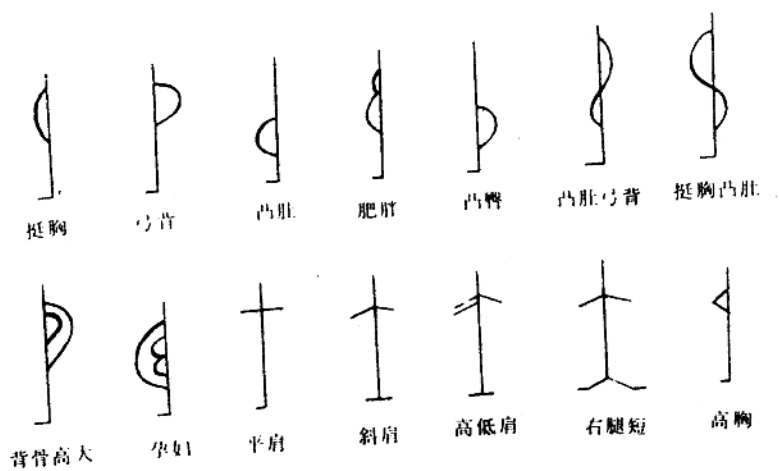 挺胸 弓背 凸肚 肥胖 凸臀 凸肚弓背 挺胸凸肚
背骨高大 孕妇 平肩 斜肩 高低肩 右腿短 高胸